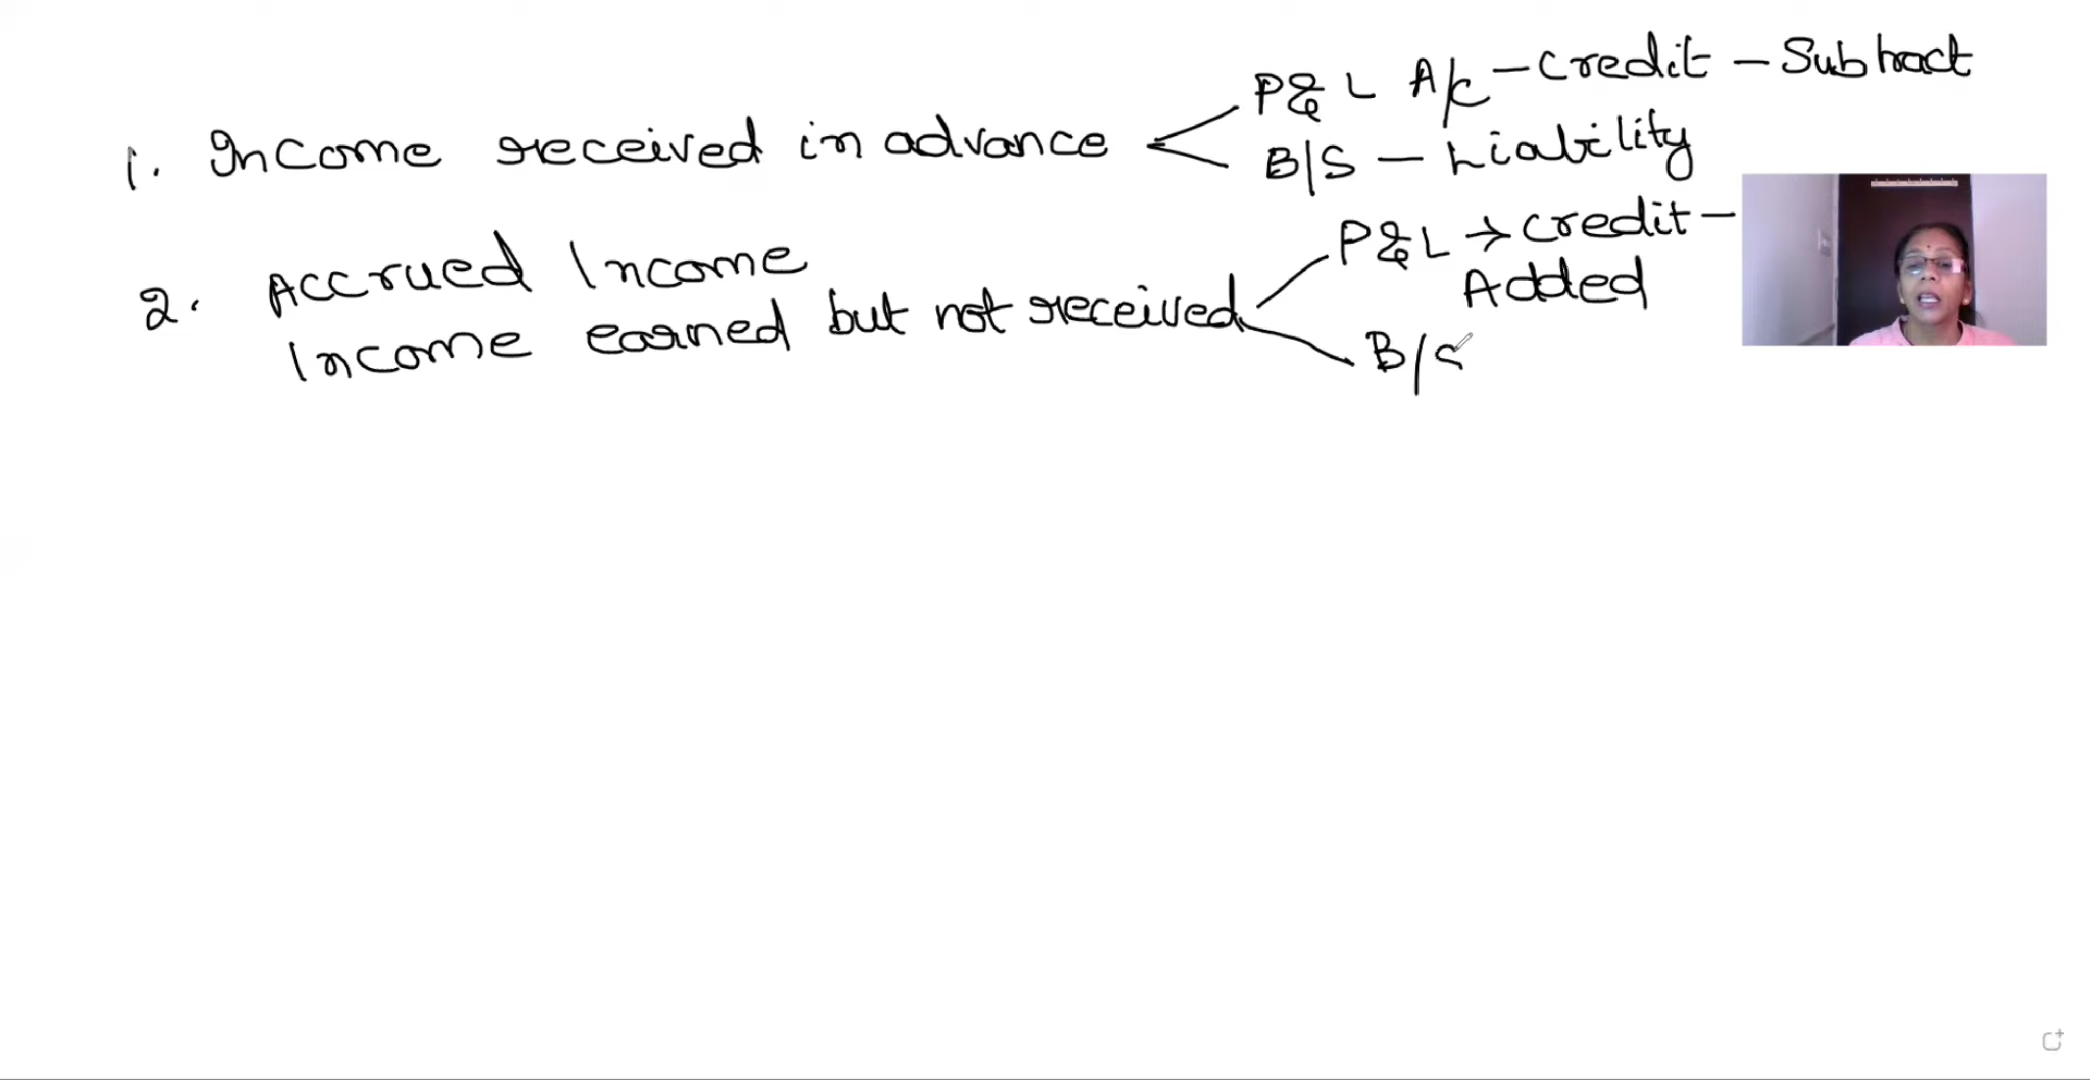 1. Income received in advance
P & L A/c - Credit - Subtract
B/S - Liability
2. Accrued Income
Income earned but not received
P & L → Credit -
Added
B/S